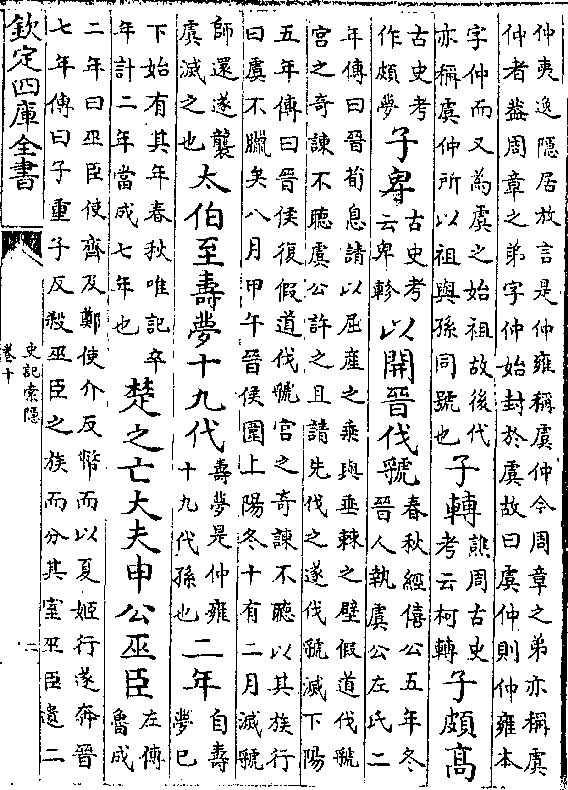 仲夷逸隱居放言是仲雍稱虞仲今周章之弟亦稱虞
仲者葢周章之弟字仲始封於虞故曰虞仲則仲雍本
字仲而又為虞之始祖故後代
亦稱虞仲所以祖與孫同號也
子轉
譙周古史
考云柯轉
子頗高
古史考
作頗夢
子卑
古史考
云卑軫
以開晉伐虢
春秋經僖公五年冬
晉人執虞公左氏二
年傳曰晉荀息請以屈產之乘與垂棘之璧假道伐虢
宮之奇諫不聽虞公許之且請先伐之遂伐虢滅下陽
五年傳曰晉侯復假道伐虢宮之奇諫不聽以其族行
曰虞不臘矣八月甲午晉侯圍上陽冬十有二月滅虢
師還遂襲
虞滅之也
太伯至壽夢十九代
壽夢是仲雍
十九代孫也
二年
自壽
夢已
下始有其年春秋唯記卒
年計二年當成七年也
楚之亡大夫申公巫臣
左傳
魯成
二年曰巫臣使齊及鄭使介反幣而以夏姬行遂奔晉
七年傳曰子重子反殺巫臣之族而分其室巫臣遺二
欽定四庫全書
史記索隱
卷十
二